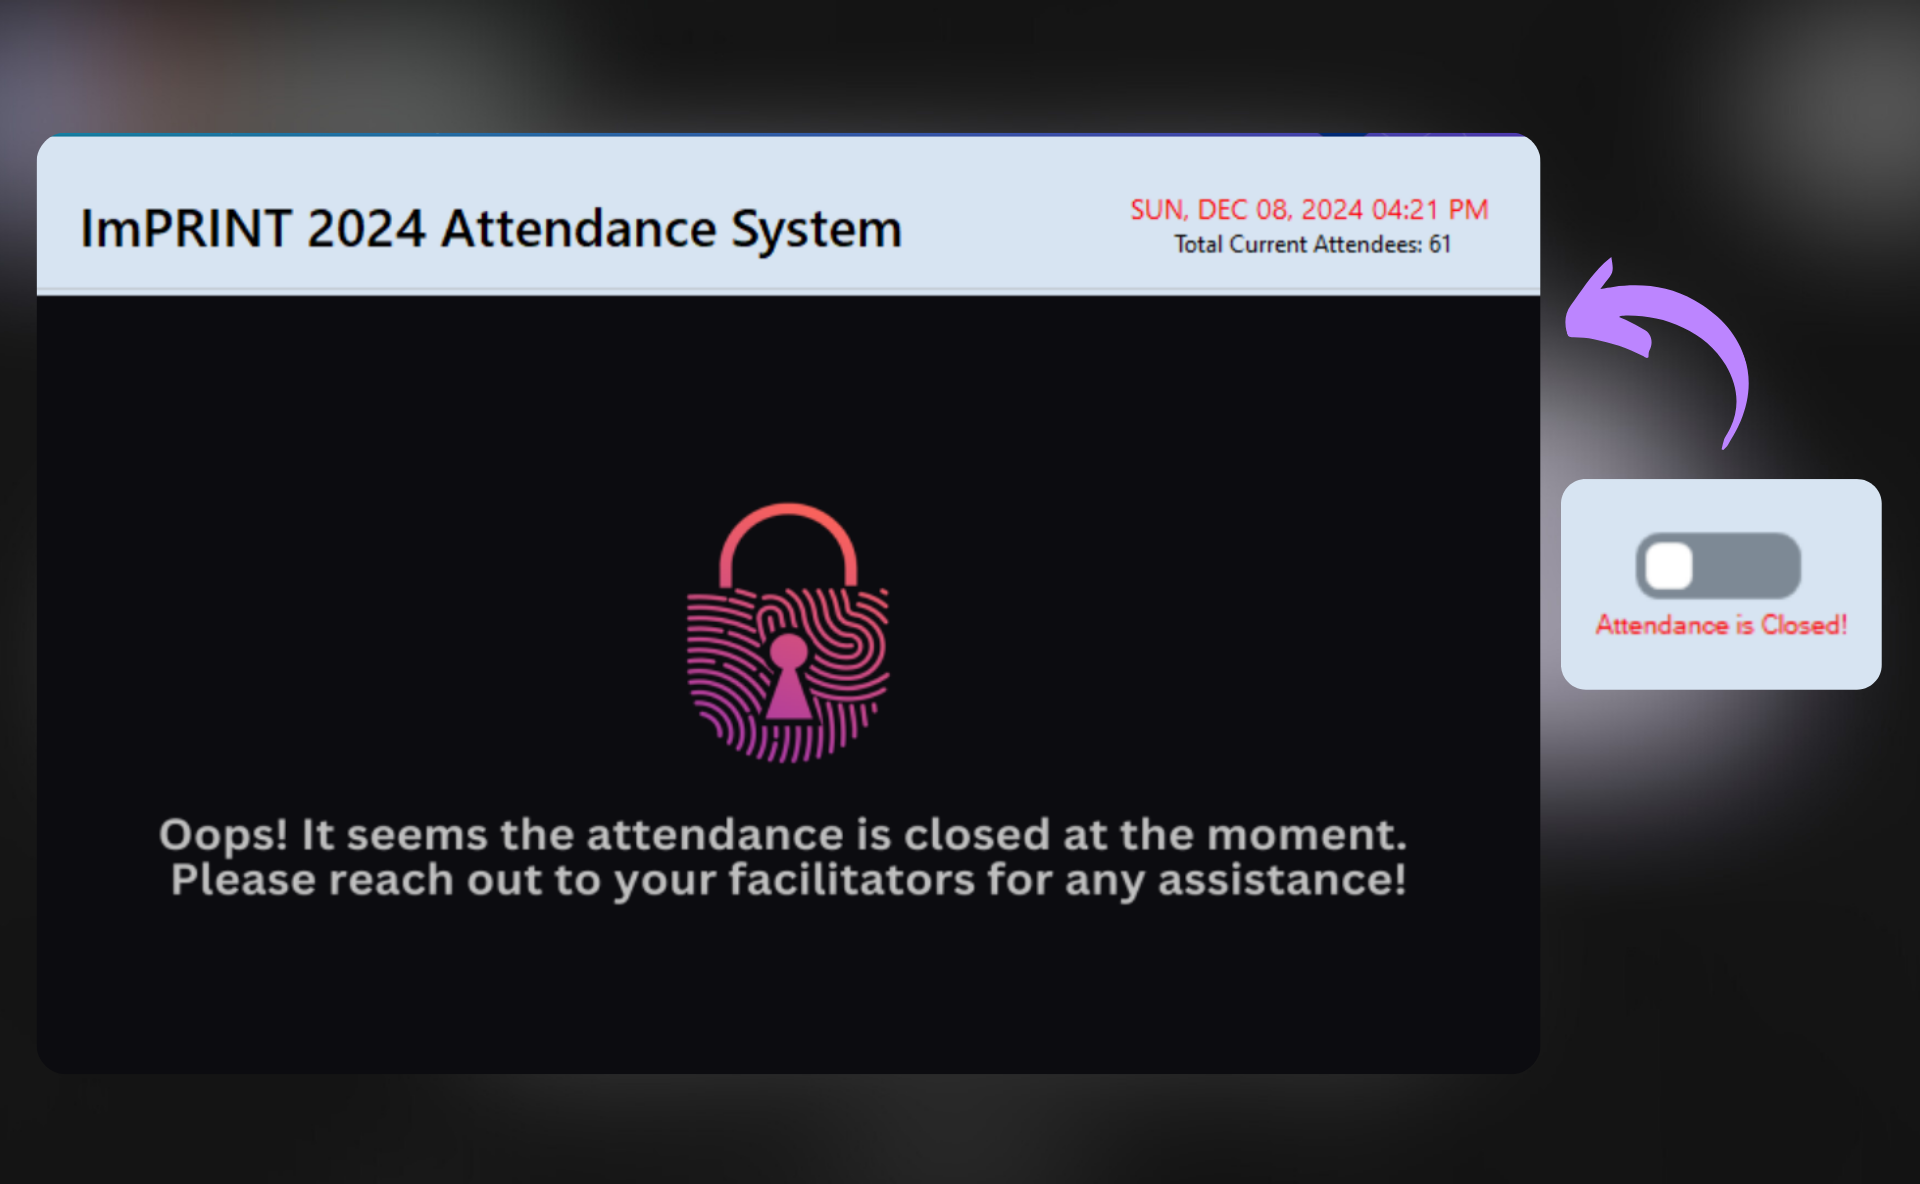 ImPRINT 2024 Attendance System
SUN, DEC 08, 2024 04:21 PM
Total Current Attendees: 61
Attendance is Closed!
Oops! It seems the attendance is closed at the moment.
Please reach out to your facilitators for any assistance!